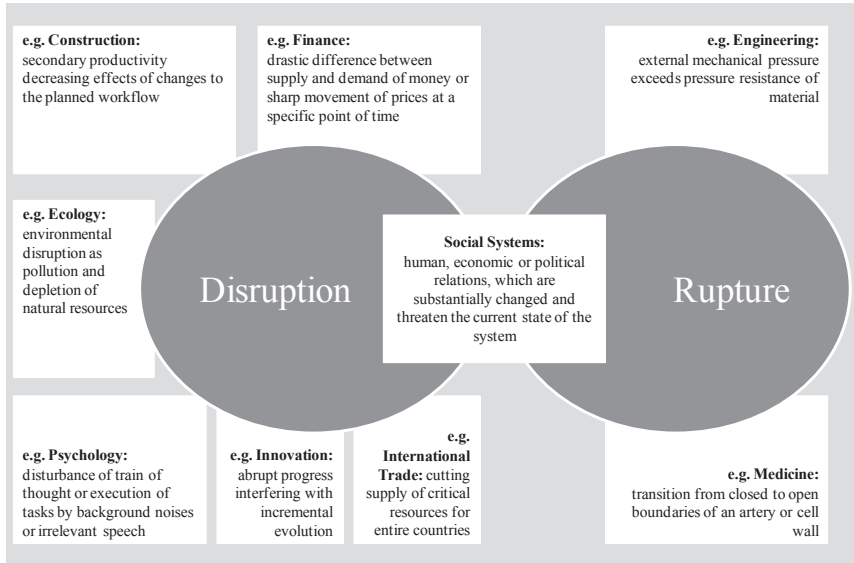 e.g. Construction:
secondary productivity
decreasing effects of changes to
the planned workflow
e.g. Finance:
drastic difference between
supply and demand of money or
sharp movement of prices at a
specific point of time
e.g. Engineering:
external mechanical pressure
exceeds pressure resistance of
material
e.g. Ecology:
environmental
disruption as
pollution and
depletion of
natural resources
Disruption
Social Systems:
human, economic or political
relations, which are
substantially changed and
threaten the current state of the
system
Rupture
e.g. Psychology:
disturbance of train of
thought or execution of
tasks by background noises
or irrelevant speech
e.g. Innovation:
abrupt progress
interfering with
incremental
evolution
e.g.
International
Trade: cutting
supply of critical
resources for
entire countries
e.g. Medicine:
transition from closed to open
boundaries of an artery or cell
wall